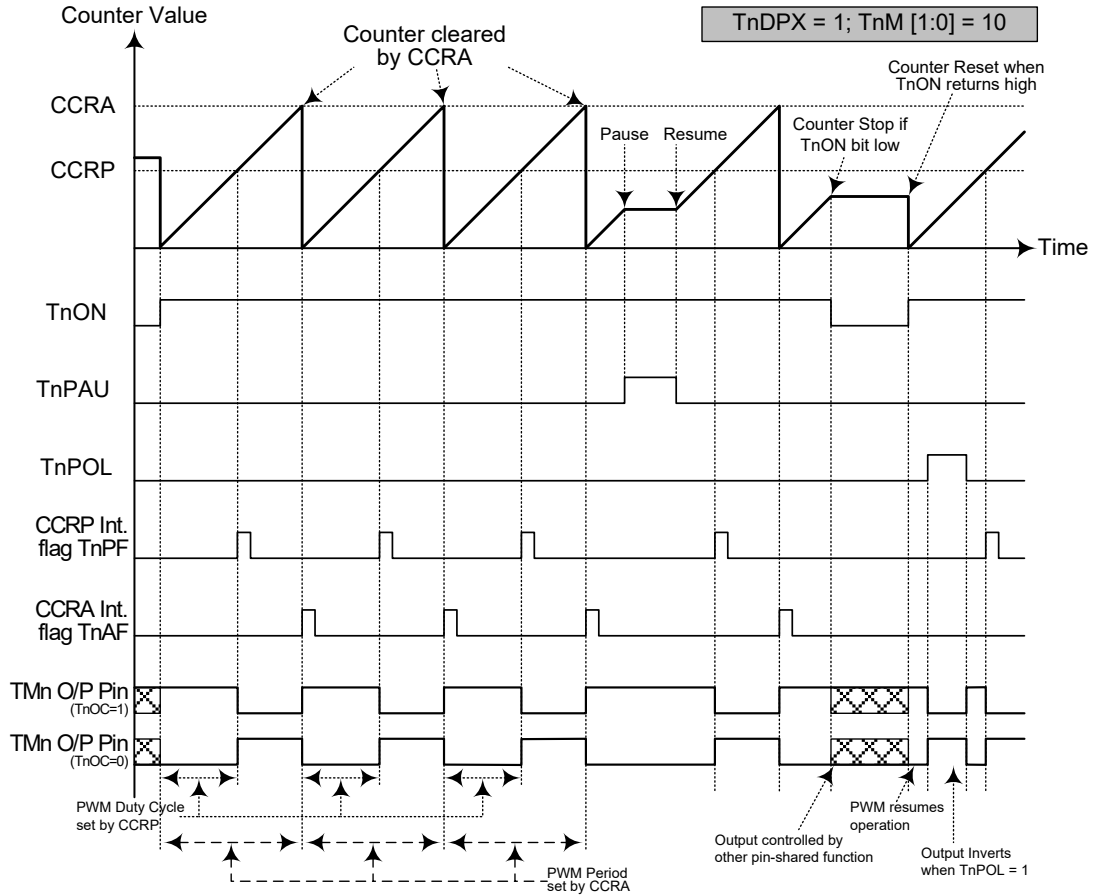 Counter Value
TnDPX = 1; TnM [1:0] = 10
Counter cleared
by CCRA
Counter Reset when
TnON returns high
CCRA
Pause
Resume
Counter Stop if
TnON bit low
CCRP
Time
TnON
TnPAU
TnPOL
CCRP Int.
flag TnPF
CCRA Int.
flag TnAF
TMn O/P Pin
(TnOC=1)
TMn O/P Pin
(TnOC=0)
PWM Duty Cycle
set by CCRP
PWM Period
set by CCRA
Output controlled by
other pin-shared function
PWM resumes
operation
Output Inverts
when TnPOL = 1